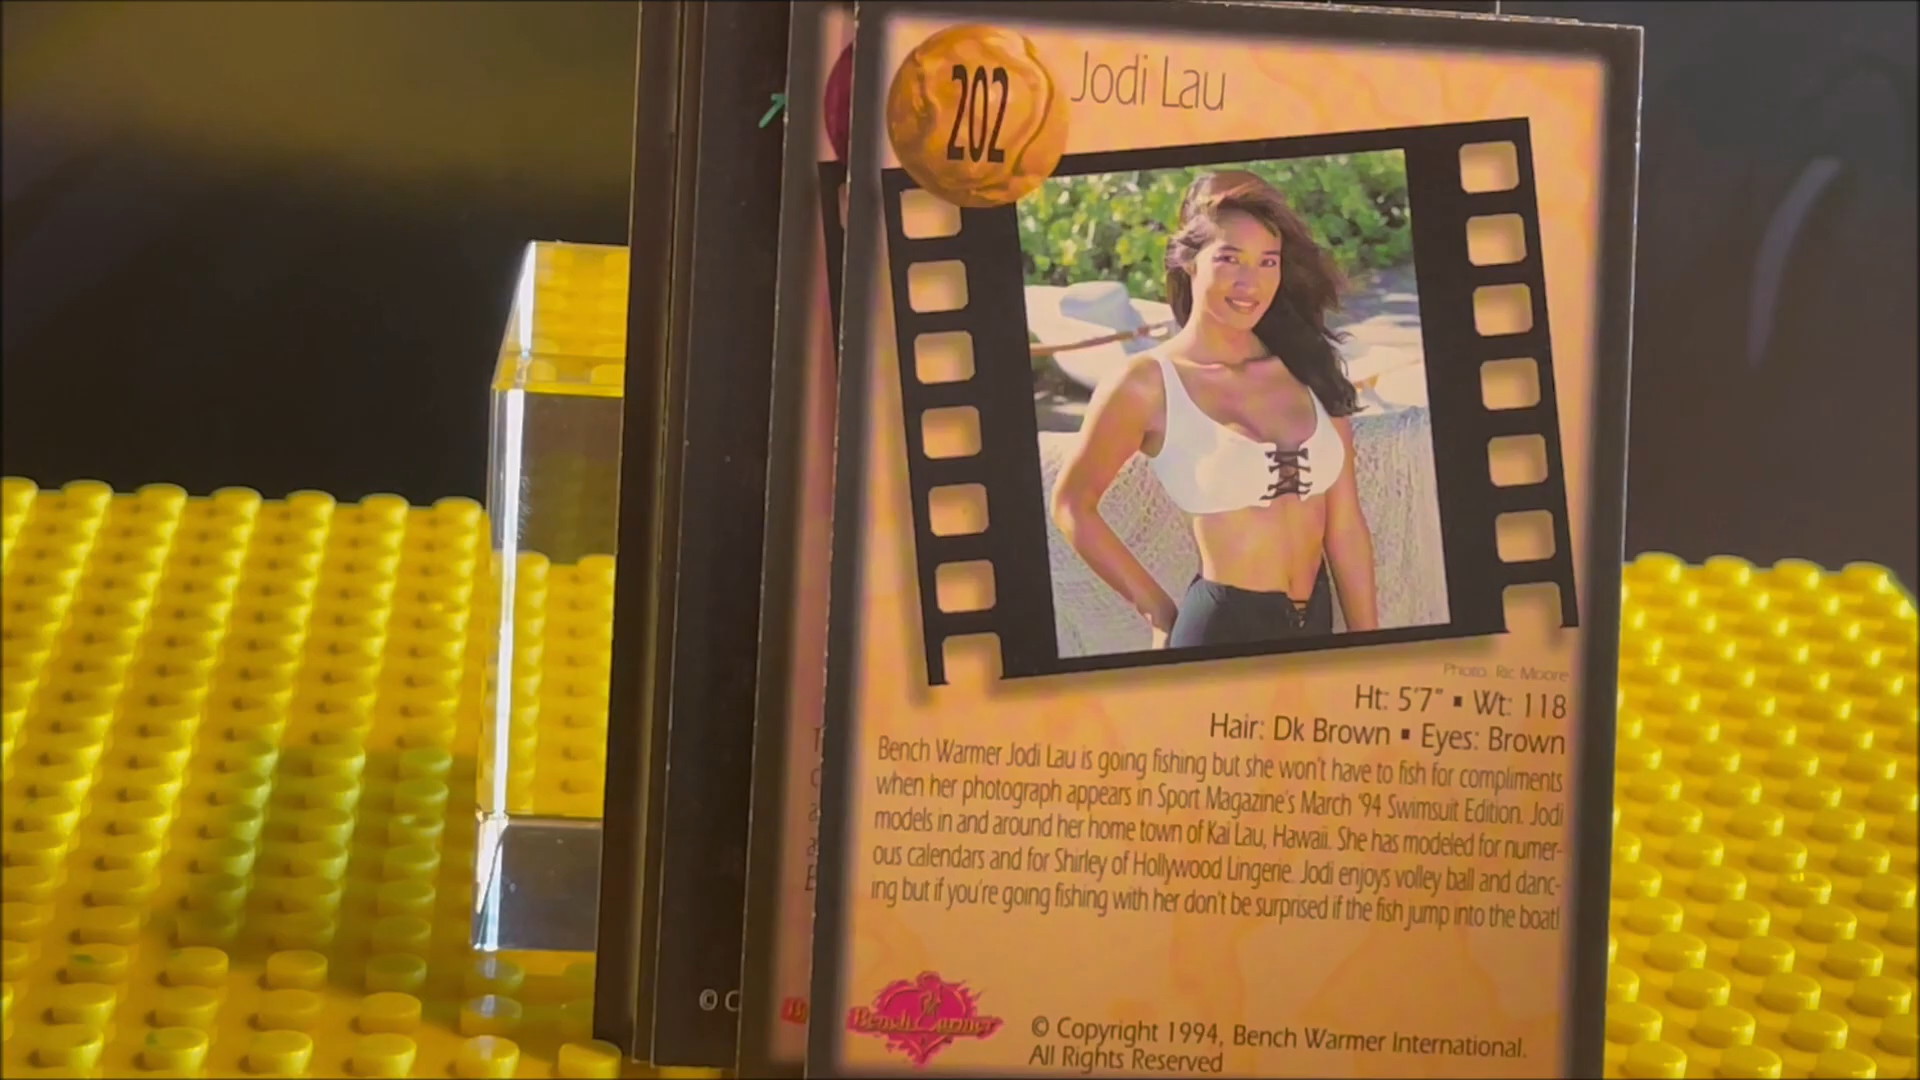 202
Jodi Lau
Photo: Ric Moore
Ht: 5'7" ▪ Wt: 118
Hair: Dk Brown ▪ Eyes: Brown
Bench Warmer Jodi Lau is going fishing but she won't have to fish for compliments
when her photograph appears in Sport Magazine's March '94 Swimsuit Edition. Jodi
models in and around her home town of Kai Lau, Hawaii. She has modeled for numer-
ous calendars and for Shirley of Hollywood Lingerie. Jodi enjoys volley ball and danc-
ing but if you're going fishing with her don't be surprised if the fish jump into the boat!
Bench Warmer
© Copyright 1994, Bench Warmer International.
All Rights Reserved
© C